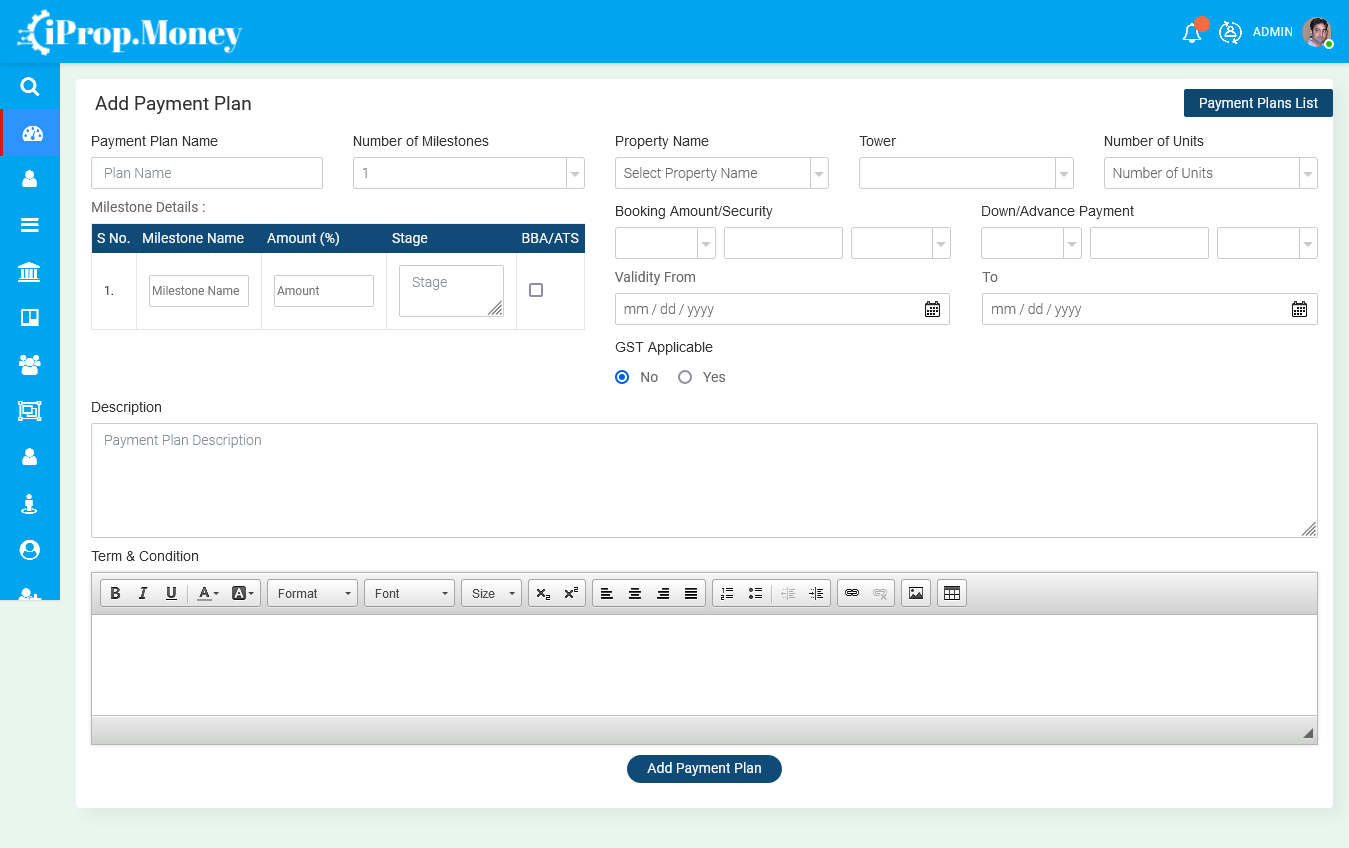 iProp.Money
ADMIN
Add Payment Plan
Payment Plans List
Payment Plan Name
Number of Milestones
Property Name
Tower
Number of Units
Plan Name
1
Select Property Name
Number of Units
Milestone Details :
Booking Amount/Security
Down/Advance Payment
S No. Milestone Name Amount (%) Stage BBA/ATS
1. Milestone Name Amount Stage
Validity From
To
mm / dd / yyyy
mm / dd / yyyy
GST Applicable
No Yes
Description
Payment Plan Description
Term & Condition
B I U A A Format Font Size x₂ x²
Add Payment Plan